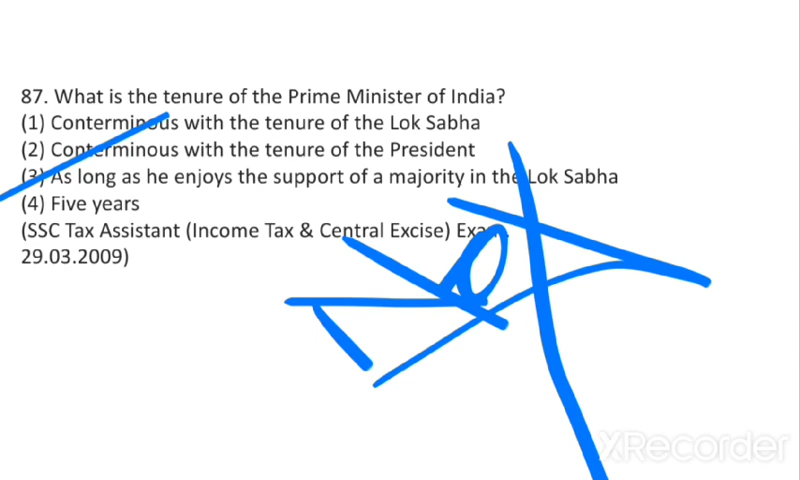 87. What is the tenure of the Prime Minister of India?
(1) Conterminous with the tenure of the Lok Sabha
(2) Conterminous with the tenure of the President
(3) As long as he enjoys the support of a majority in the Lok Sabha
(4) Five years
(SSC Tax Assistant (Income Tax & Central Excise) Exam
29.03.2009)
XRecorder